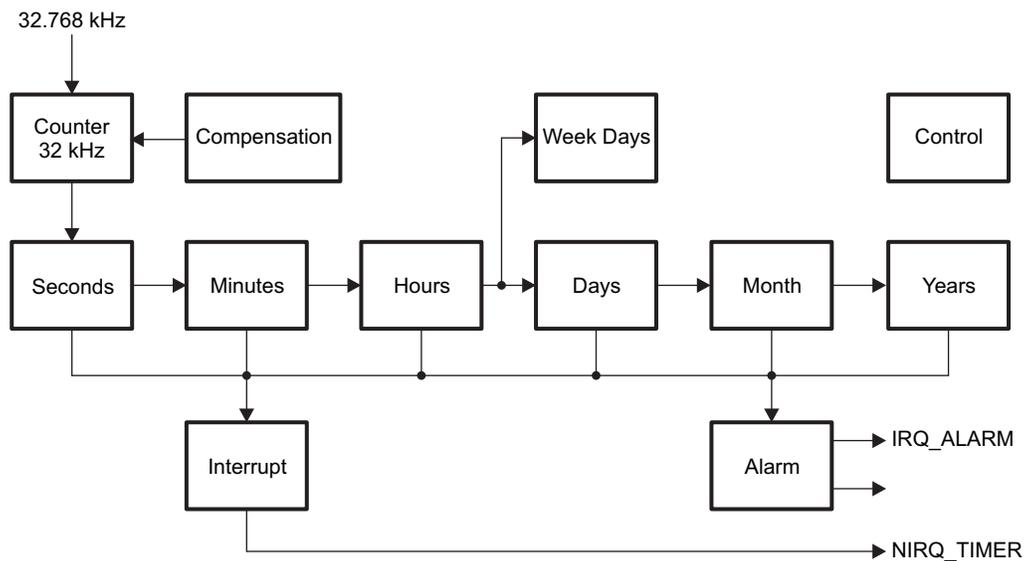 32.768 kHz
Counter
32 kHz
Compensation
Week Days
Control
Seconds
Minutes
Hours
Days
Month
Years
Interrupt
Alarm
IRQ_ALARM
NIRQ_TIMER